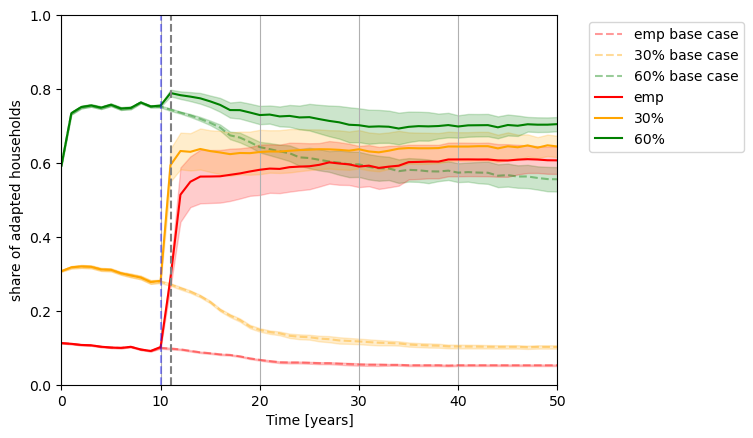 1.0
0.8
0.6
0.4
0.2
0.0
share of adapted households
0 10 20 30 40 50
Time [years]
emp base case
30% base case
60% base case
emp
30%
60%